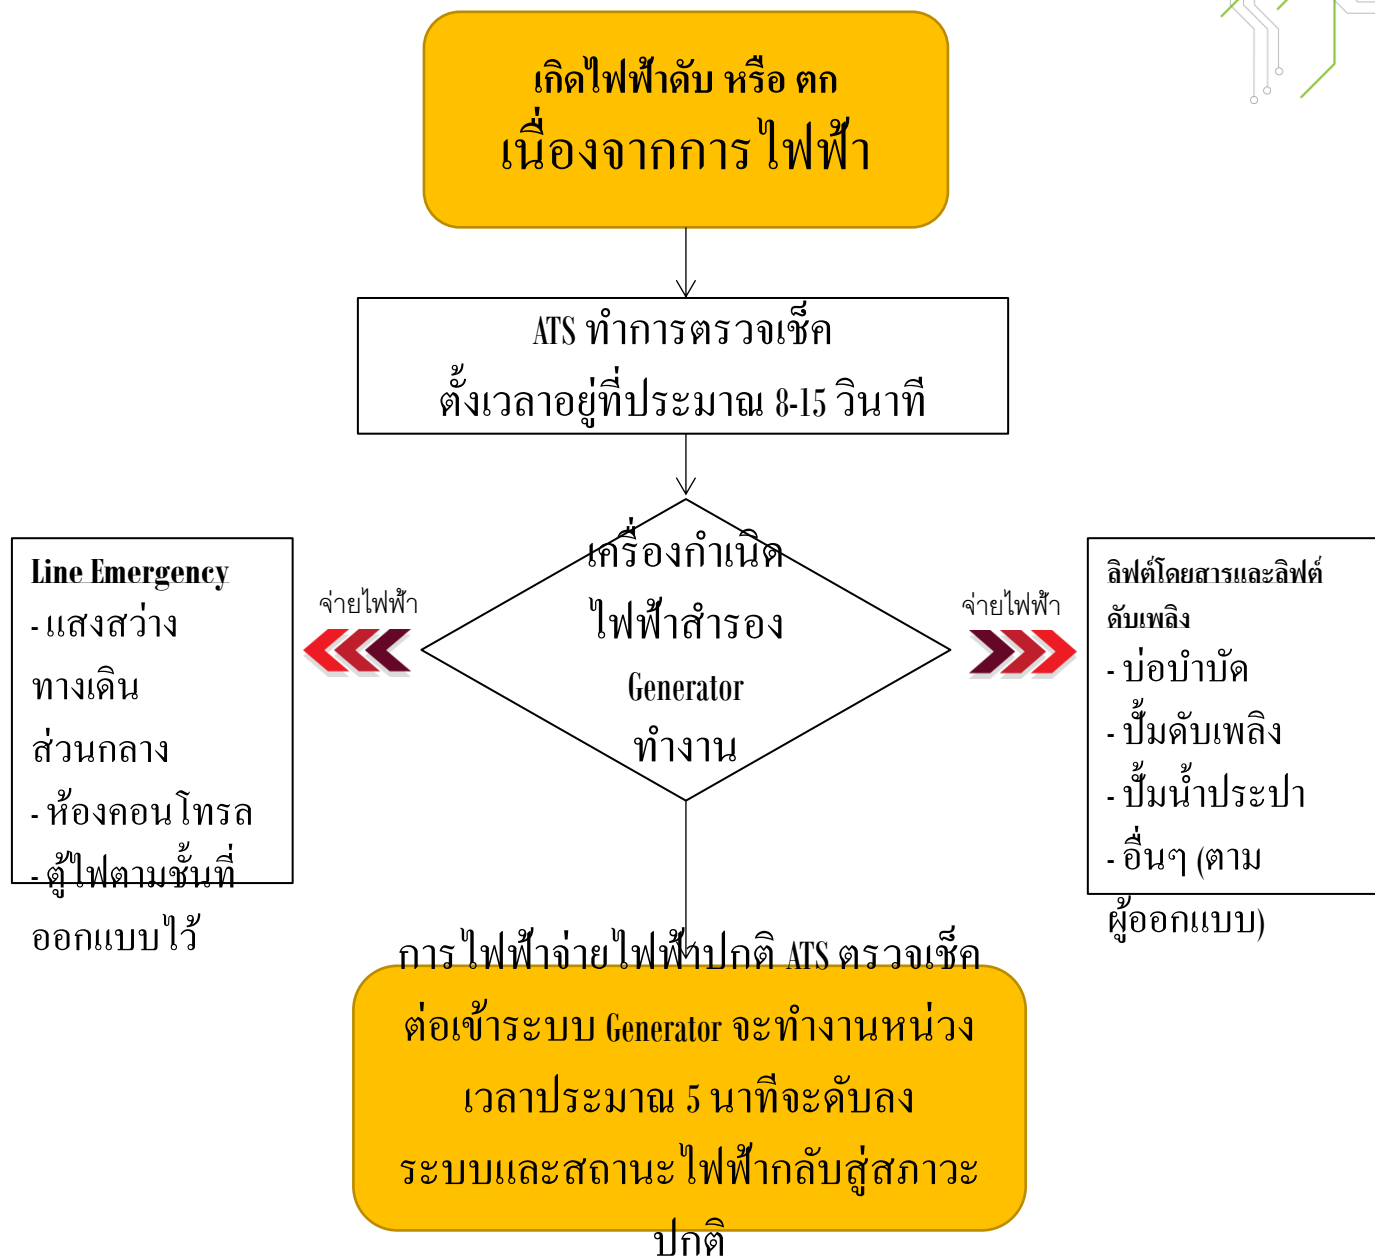 เกิดไฟฟ้าดับ หรือ ตก
เนื่องจากการไฟฟ้า
ATS ทำการตรวจเช็ค
ตั้งเวลาอยู่ที่ประมาณ 8-15 วินาที
Line Emergency
- แสงสว่าง
ทางเดิน
ส่วนกลาง
- ห้องคอนโทรล
- ตู้ไฟตามชั้นที่
ออกแบบไว้
จ่ายไฟฟ้า
เครื่องกำเนิด
ไฟฟ้าสำรอง
Generator
ทำงาน
จ่ายไฟฟ้า
ลิฟต์โดยสารและลิฟต์
ดับเพลิง
- บ่อบำบัด
- ปั้มดับเพลิง
- ปั้มน้ำประปา
- อื่นๆ (ตาม
ผู้ออกแบบ)
การไฟฟ้าจ่ายไฟฟ้าปกติ ATS ตรวจเช็ค
ต่อเข้าระบบ Generator จะทำงานหน่วง
เวลาประมาณ 5 นาทีจะดับลง
ระบบและสถานะไฟฟ้ากลับสู่สภาวะ
ปกติ